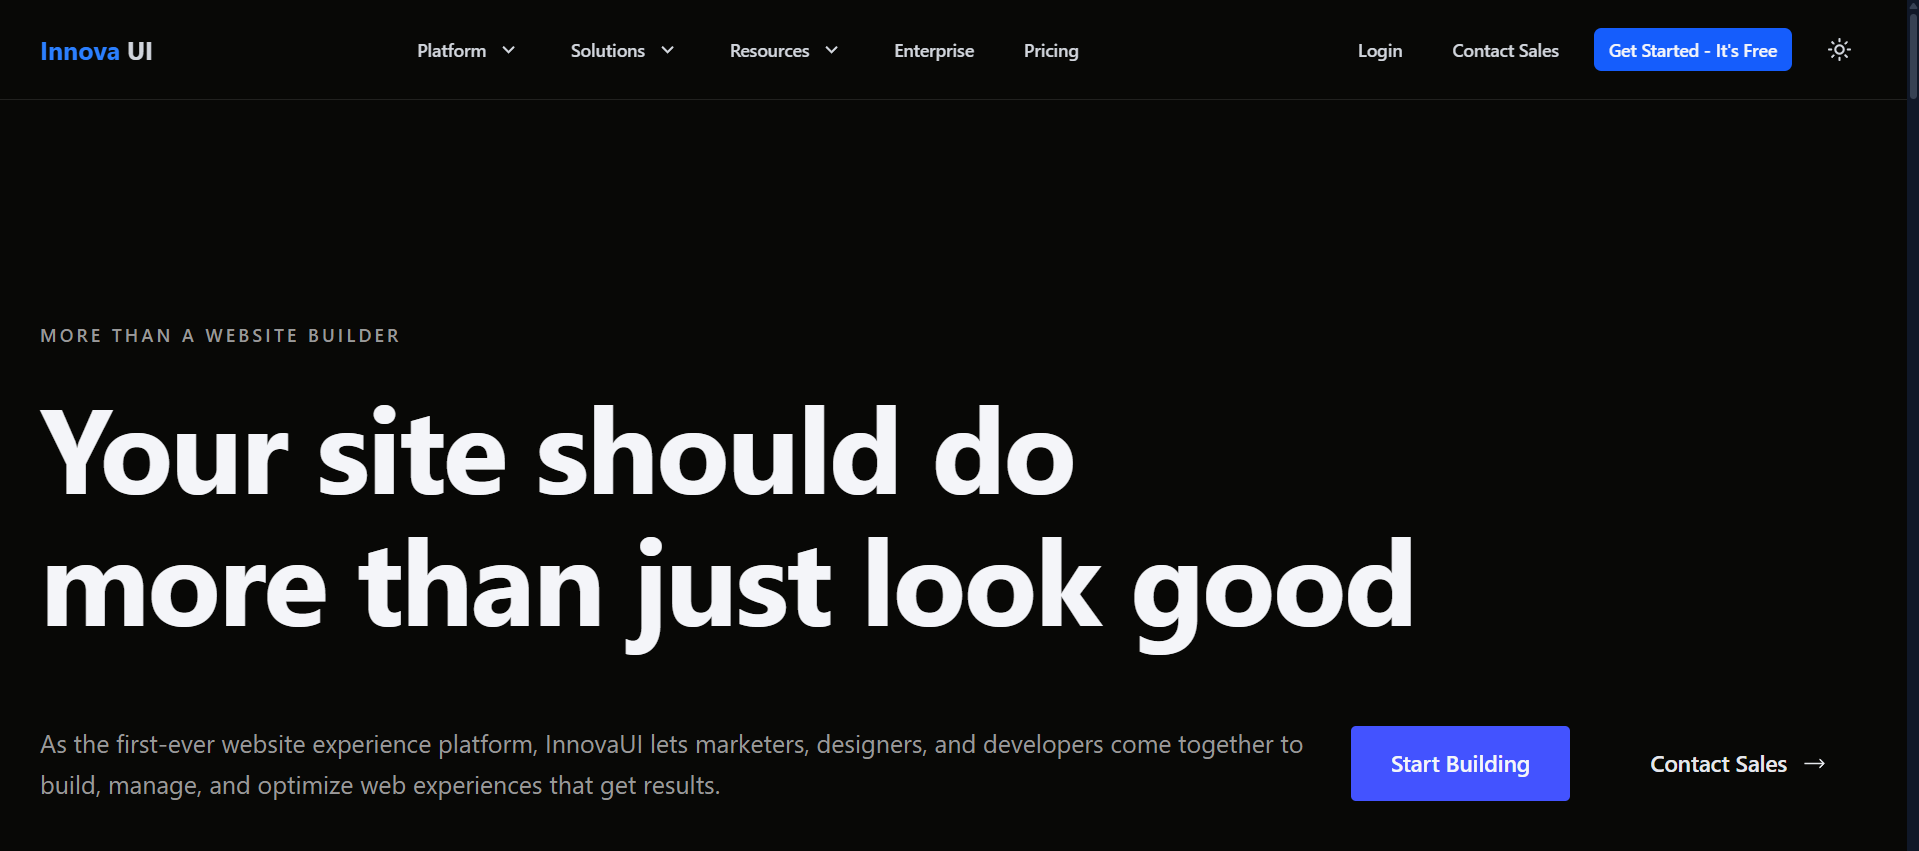 Innova UI
Platform
Solutions
Resources
Enterprise
Pricing
Login
Contact Sales
Get Started - It's Free
MORE THAN A WEBSITE BUILDER
Your site should do
more than just look good
As the first-ever website experience platform, InnovaUI lets marketers, designers, and developers come together to
build, manage, and optimize web experiences that get results.
Start Building
Contact Sales →